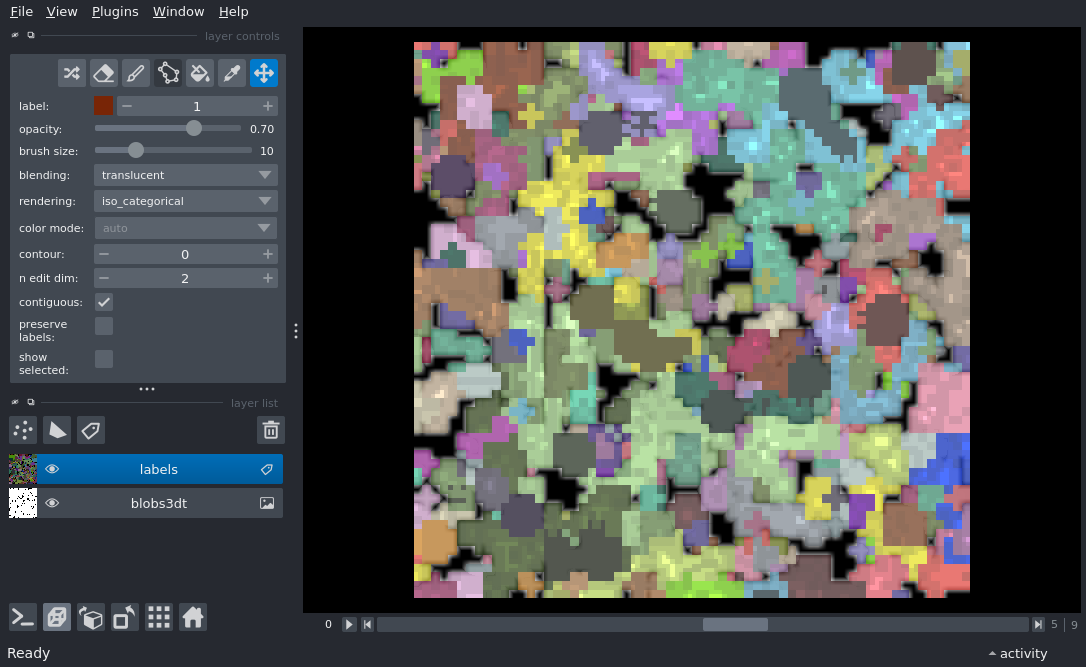 File View Plugins Window Help
layer controls
label: 1
opacity: 0.70
brush size: 10
blending: translucent
rendering: iso_categorical
color mode: auto
contour: 0
n edit dim: 2
contiguous:
preserve
labels:
show
selected:
layer list
labels
blobs3dt
0 5 9
Ready activity